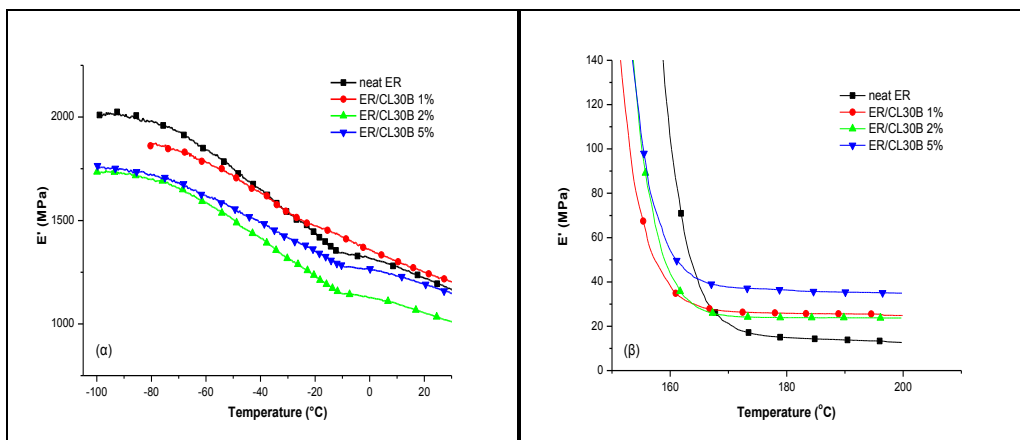 neat ER
ER/CL30B 1%
ER/CL30B 2%
ER/CL30B 5%
2000
1500
1000
E' (MPa)
(α)
-100 -80 -60 -40 -20 0 20
Temperature (°C)
neat ER
ER/CL30B 1%
ER/CL30B 2%
ER/CL30B 5%
140
120
100
80
60
40
20
0
E' (MPa)
(β)
160 180 200
Temperature (°C)